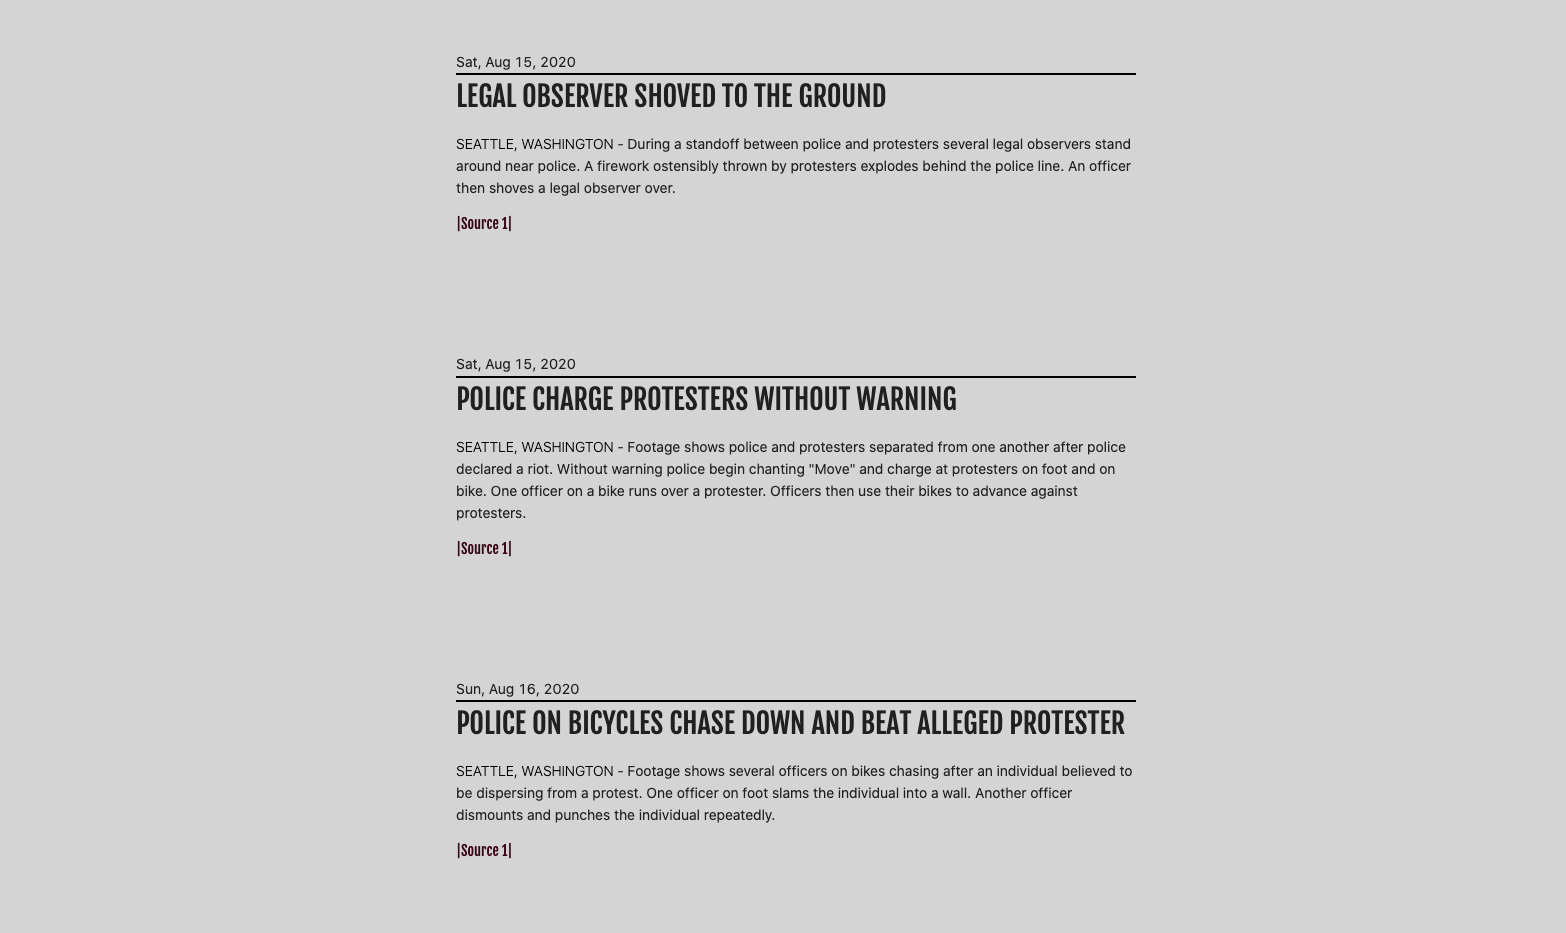 Sat, Aug 15, 2020
LEGAL OBSERVER SHOVED TO THE GROUND
SEATTLE, WASHINGTON - During a standoff between police and protesters several legal observers stand
around near police. A firework ostensibly thrown by protesters explodes behind the police line. An officer
then shoves a legal observer over.
|Source 1|
Sat, Aug 15, 2020
POLICE CHARGE PROTESTERS WITHOUT WARNING
SEATTLE, WASHINGTON - Footage shows police and protesters separated from one another after police
declared a riot. Without warning police begin chanting "Move" and charge at protesters on foot and on
bike. One officer on a bike runs over a protester. Officers then use their bikes to advance against
protesters.
|Source 1|
Sun, Aug 16, 2020
POLICE ON BICYCLES CHASE DOWN AND BEAT ALLEGED PROTESTER
SEATTLE, WASHINGTON - Footage shows several officers on bikes chasing after an individual believed to
be dispersing from a protest. One officer on foot slams the individual into a wall. Another officer
dismounts and punches the individual repeatedly.
|Source 1|